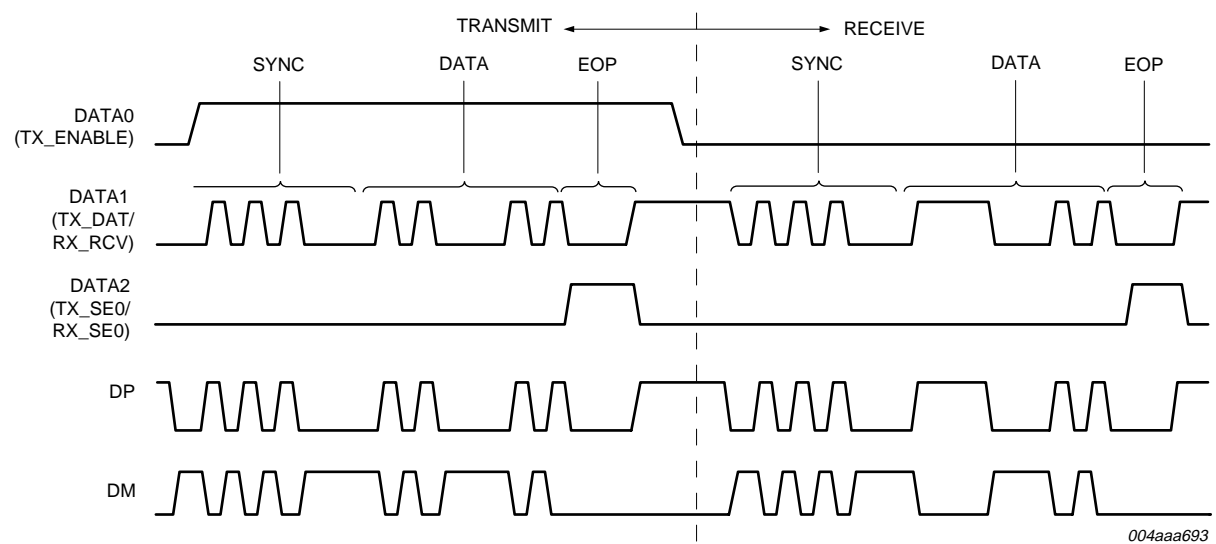 TRANSMIT RECEIVE
SYNC DATA EOP SYNC DATA EOP
DATA0
(TX_ENABLE)
DATA1
(TX_DAT/
RX_RCV)
DATA2
(TX_SE0/
RX_SE0)
DP
DM
004aaa693